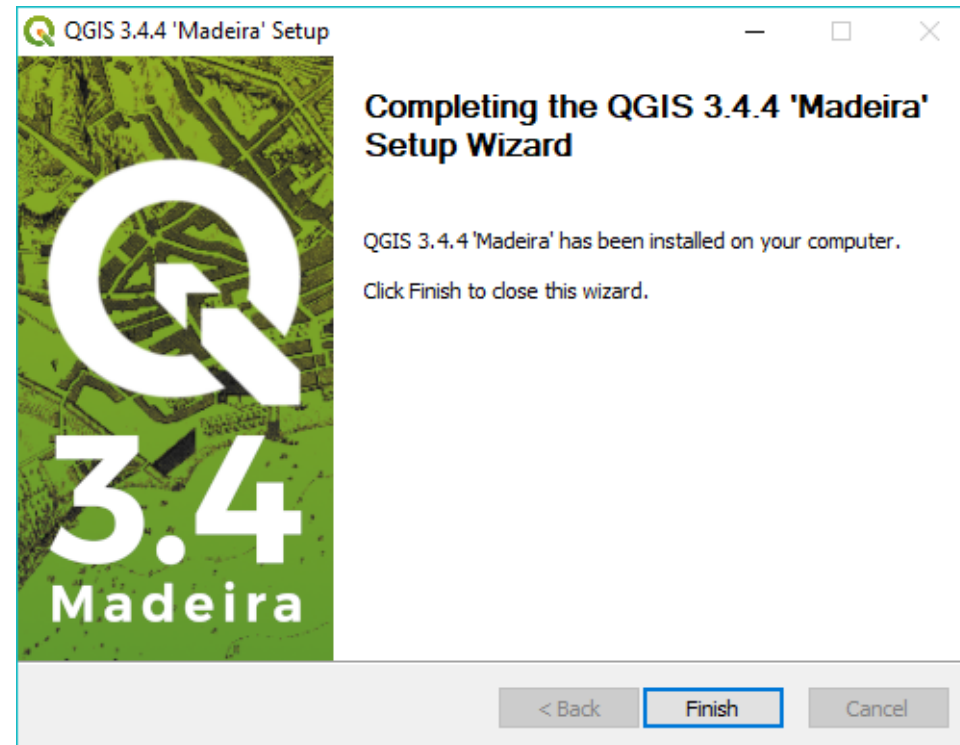 QGIS 3.4.4 'Madeira' Setup
Completing the QGIS 3.4.4 'Madeira'
Setup Wizard
QGIS 3.4.4 'Madeira' has been installed on your computer.
Click Finish to close this wizard.
3.4
Madeira
< Back
Finish
Cancel